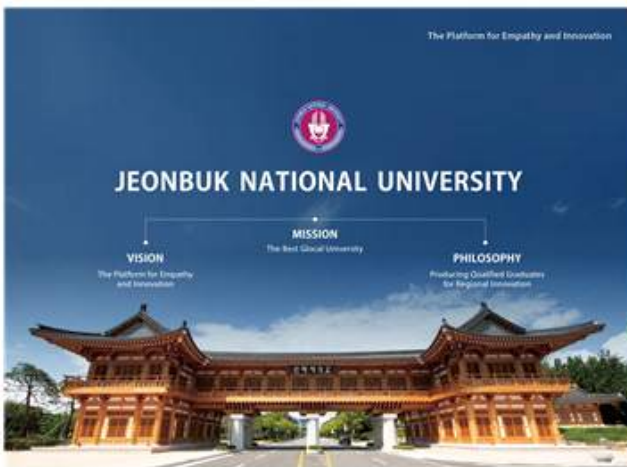 The Platform for Empathy and Innovation
JEONBUK NATIONAL UNIVERSITY
MISSION
The Best Glocal University
VISION
The Platform for Empathy
and Innovation
PHILOSOPHY
Producing Qualified Graduates
for Regional Innovation